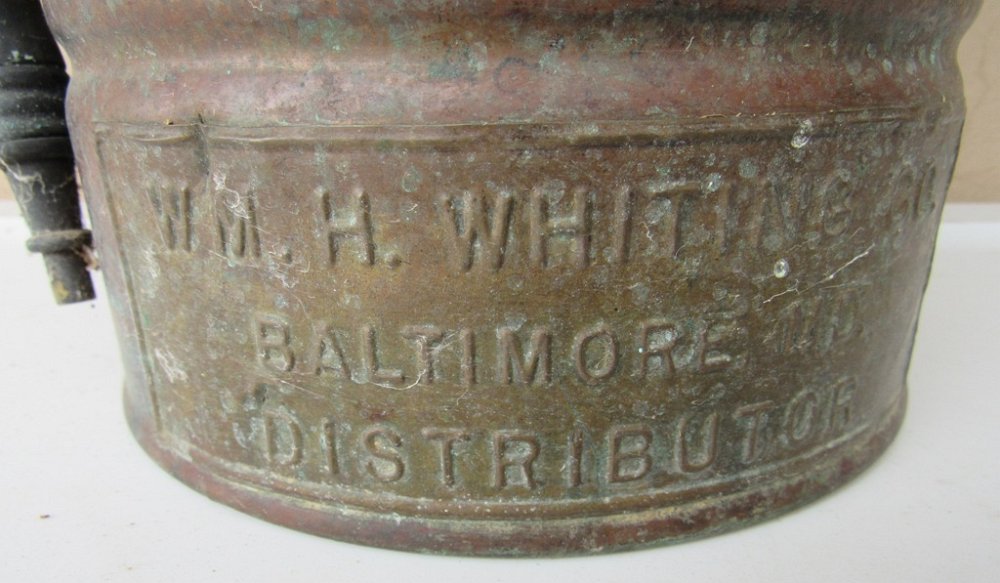 WM. H. WHITING CO.
BALTIMORE, MD.
DISTRIBUTOR